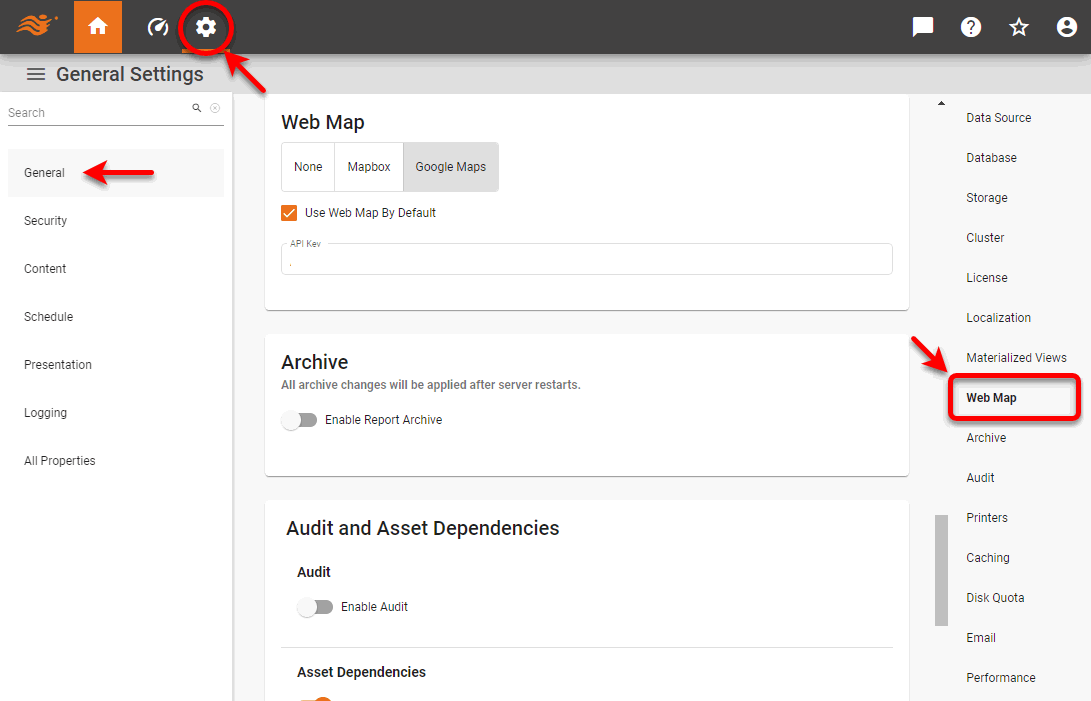 General Settings
Search
General
Security
Content
Schedule
Presentation
Logging
All Properties
Web Map
None
Mapbox
Google Maps
Use Web Map By Default
API Key
Archive
All archive changes will be applied after server restarts.
Enable Report Archive
Audit and Asset Dependencies
Audit
Enable Audit
Asset Dependencies
Data Source
Database
Storage
Cluster
License
Localization
Materialized Views
Web Map
Archive
Audit
Printers
Caching
Disk Quota
Email
Performance